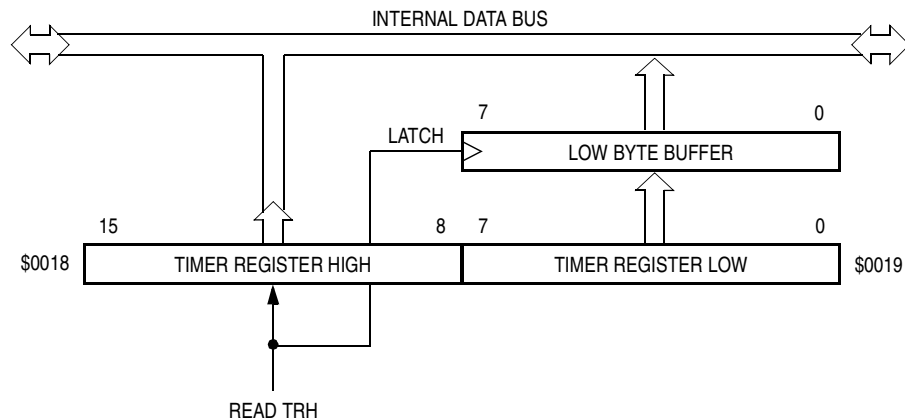 INTERNAL DATA BUS
7 0
LATCH
LOW BYTE BUFFER
15 8 7 0
$0018 TIMER REGISTER HIGH TIMER REGISTER LOW $0019
READ TRH